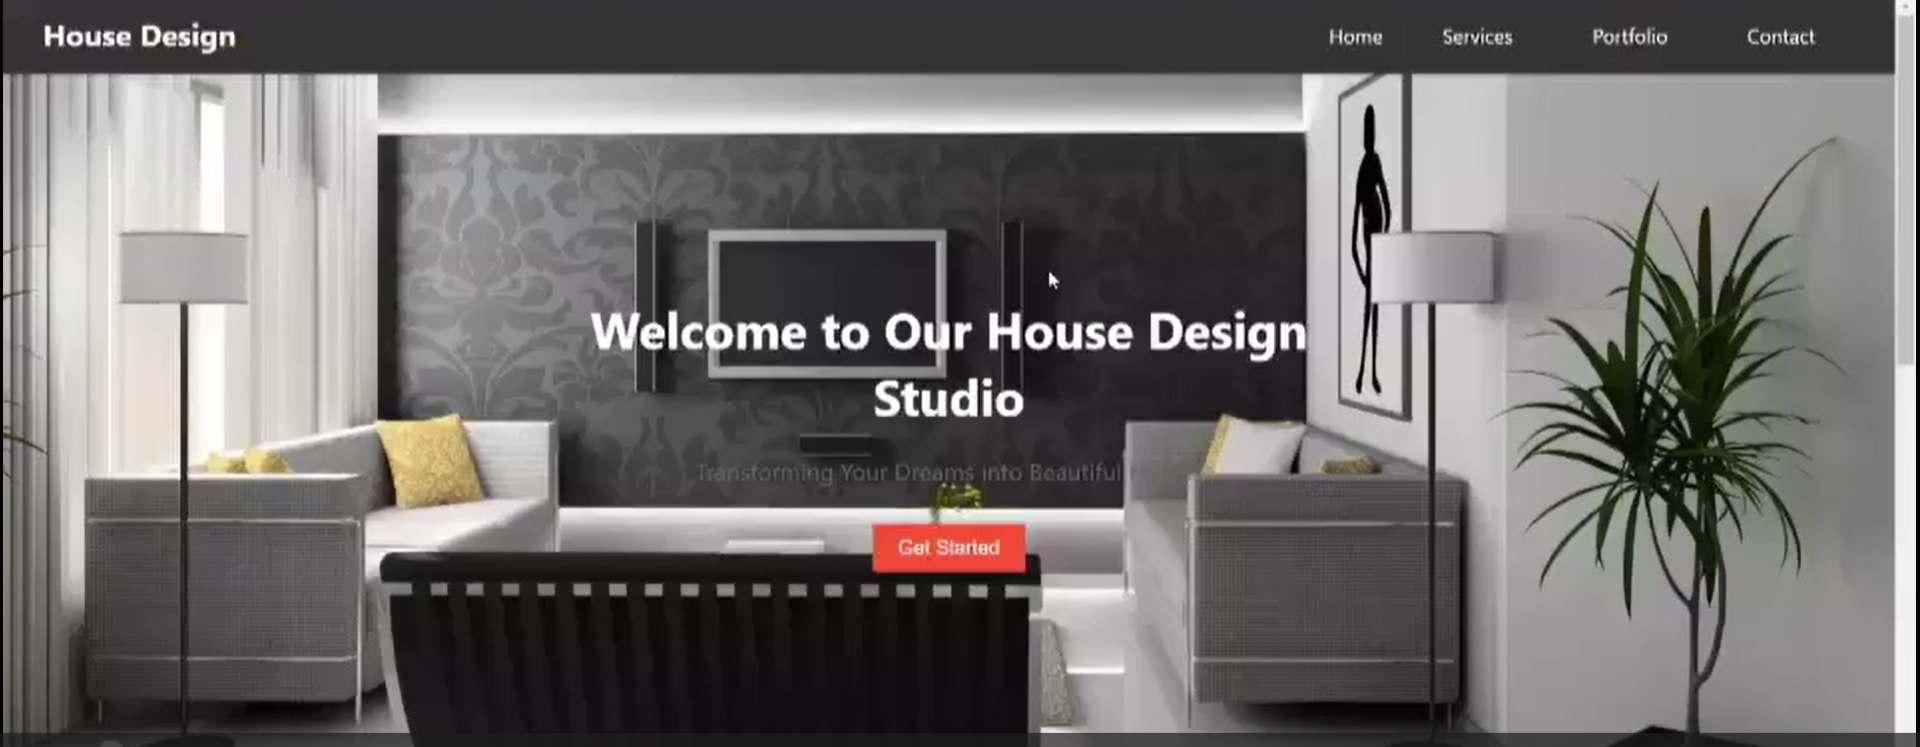 House Design
Home Services Portfolio Contact
Welcome to Our House Design
Studio
Transforming Your Dreams into Beautiful
Get Started